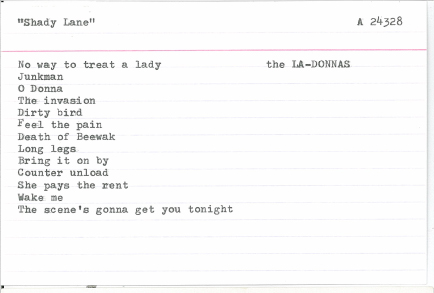 "Shady Lane" A 24328
No way to treat a lady the LA-DONNAS
Junkman
O Donna
The invasion
Dirty bird
Feel the pain
Death of Beewak
Long legs
Bring it on by
Counter unload
She pays the rent
Wake me
The scene's gonna get you tonight